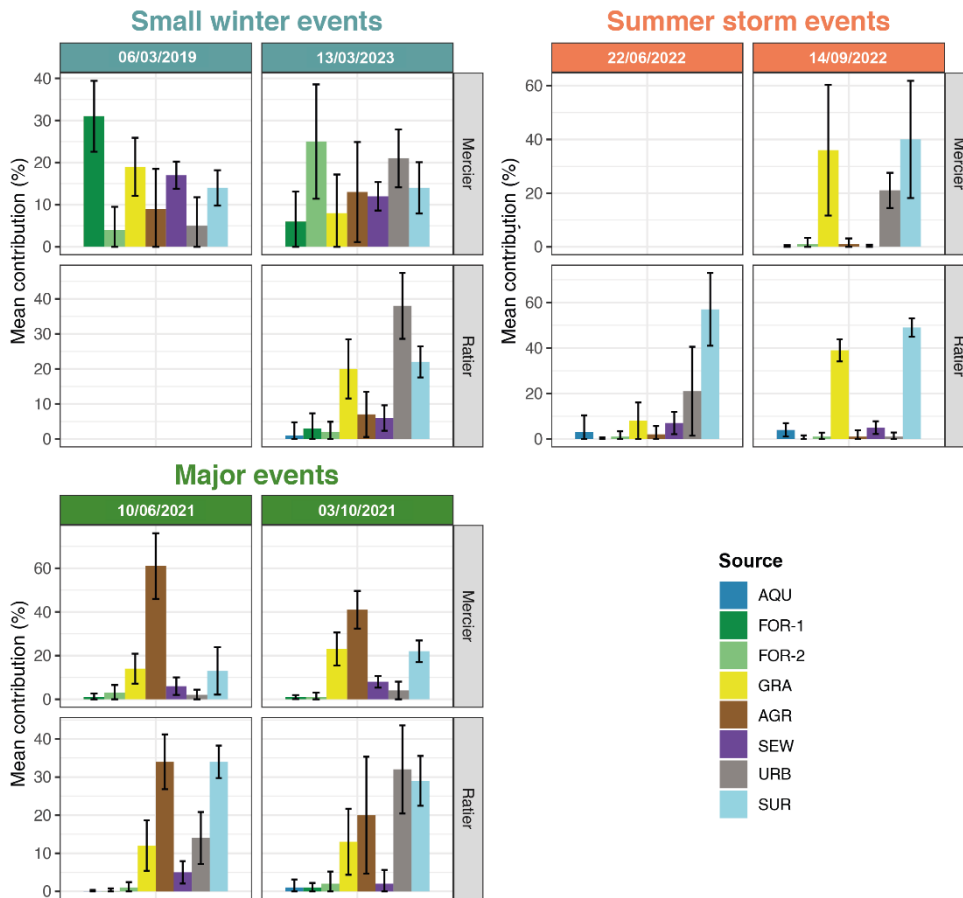 Small winter events
Summer storm events
06/03/2019
13/03/2023
22/06/2022
14/09/2022
Mean contribution (%)
40
30
20
10
0
Mercier
40
30
20
10
0
Ratier
Mean contribution (%)
60
40
20
0
Mercier
60
40
20
0
Ratier
Major events
10/06/2021
03/10/2021
Mean contribution (%)
60
40
20
0
Mercier
40
30
20
10
0
Ratier
Source
AQU
FOR-1
FOR-2
GRA
AGR
SEW
URB
SUR